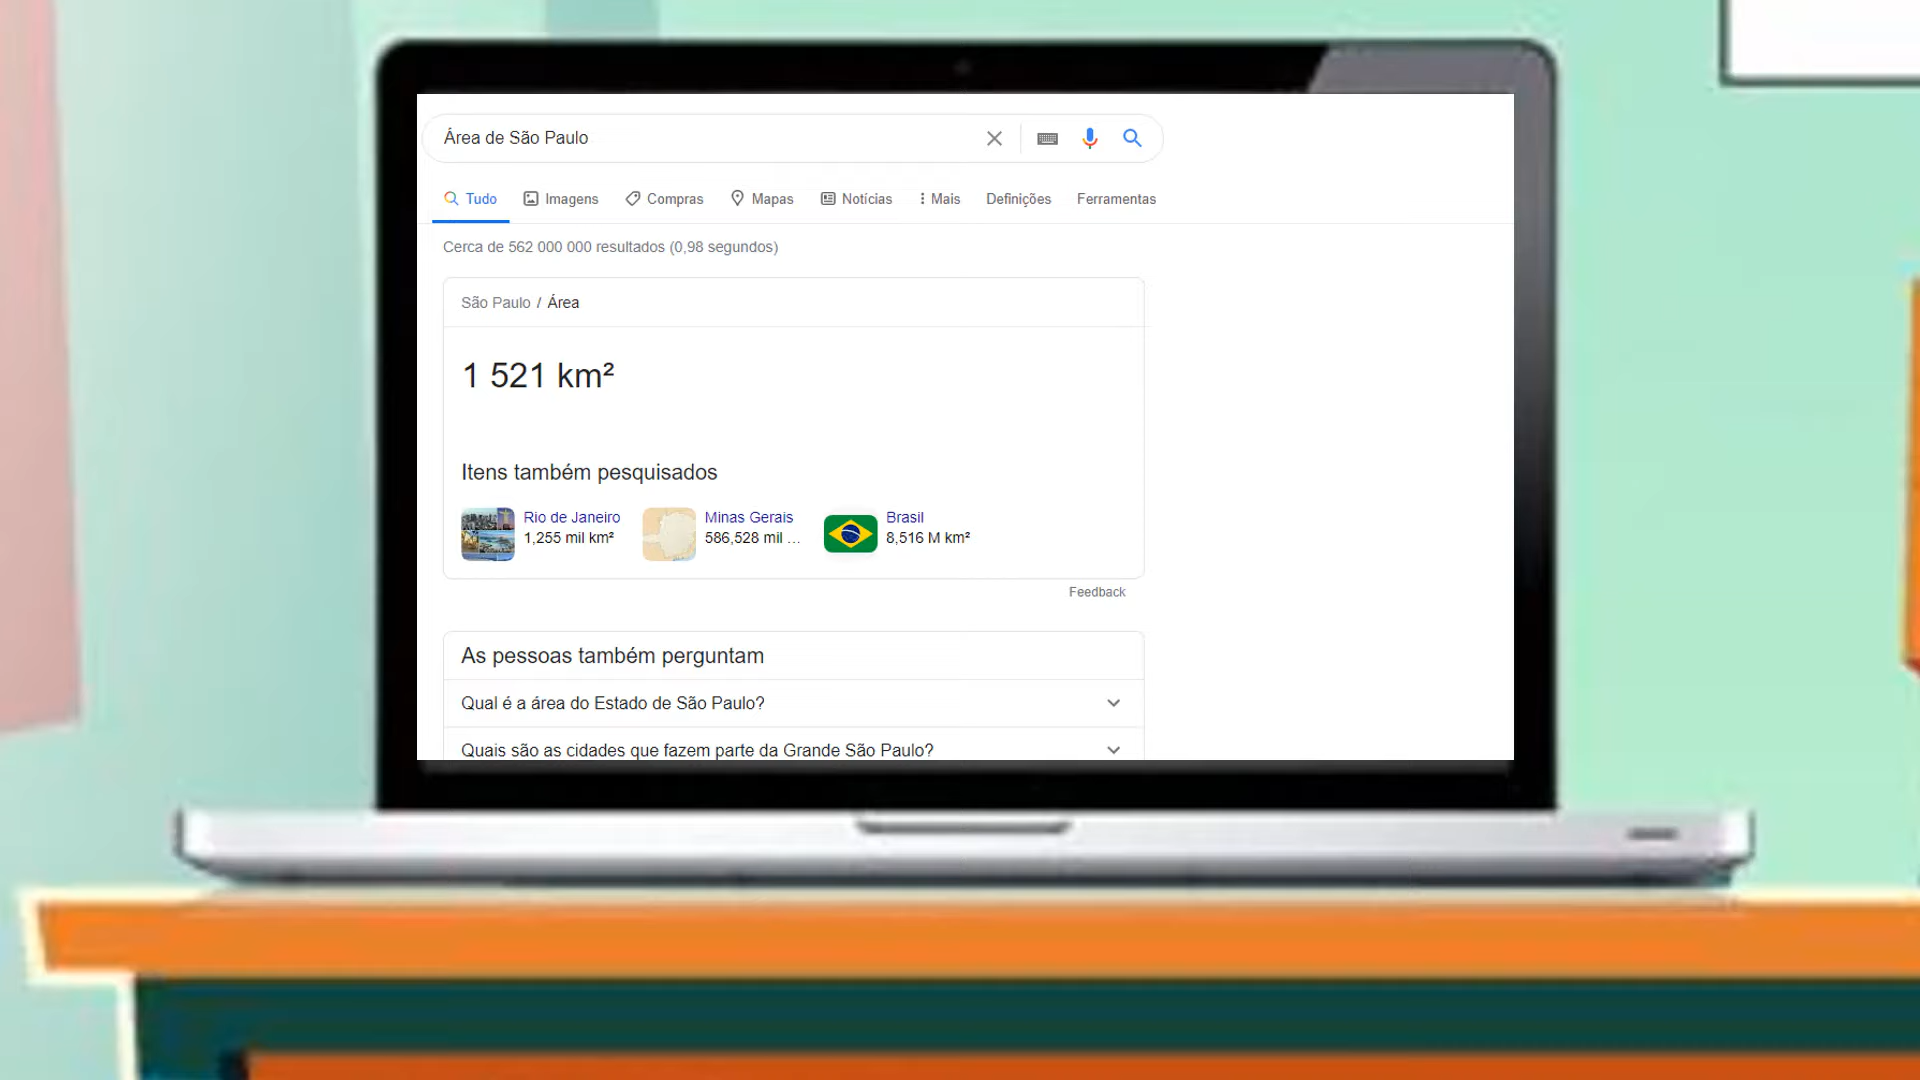 Área de São Paulo
Tudo Imagens Compras Mapas Notícias Mais Definições Ferramentas
Cerca de 562 000 000 resultados (0,98 segundos)
São Paulo / Área
1 521 km²
Itens também pesquisados
Rio de Janeiro
1,255 mil km²
Minas Gerais
586,528 mil ...
Brasil
8,516 M km²
Feedback
As pessoas também perguntam
Qual é a área do Estado de São Paulo?
Quais são as cidades que fazem parte da Grande São Paulo?